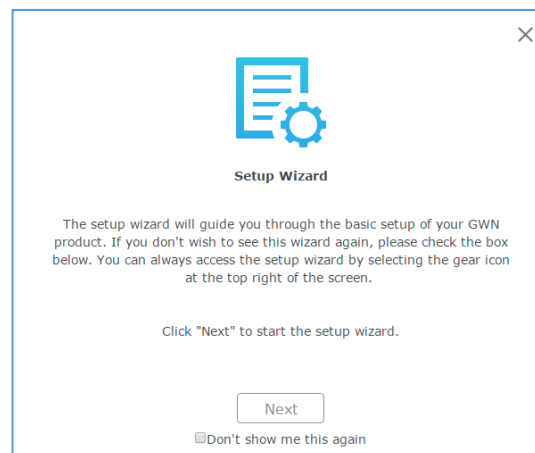 Setup Wizard
The setup wizard will guide you through the basic setup of your GWN
product. If you don't wish to see this wizard again, please check the box
below. You can always access the setup wizard by selecting the gear icon
at the top right of the screen.
Click "Next" to start the setup wizard.
Next
Don't show me this again